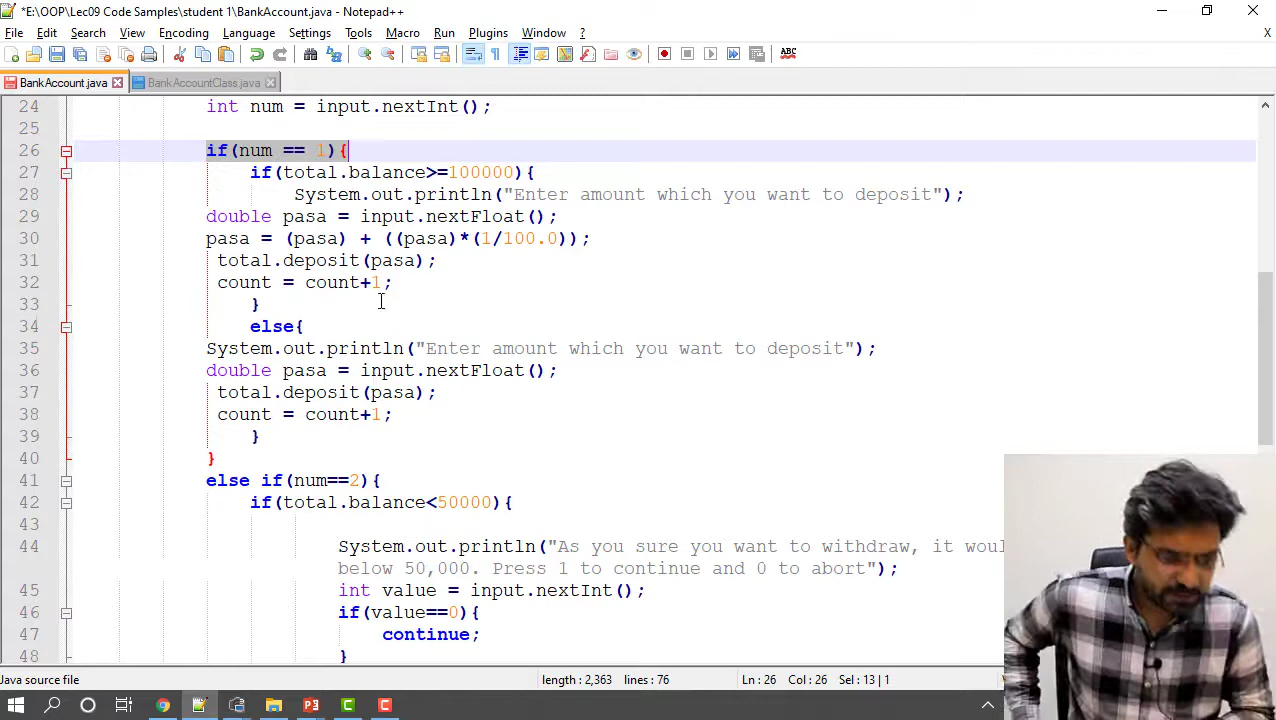 *E:\OOP\Lec09 Code Samples\student 1\BankAccount.java - Notepad++
File Edit Search View Encoding Language Settings Tools Macro Run Plugins Window ? X
BankAccount.java BankAccountClass.java
24 int num = input.nextInt();
25
26 if(num == 1){
27 if(total.balance>=100000){
28 System.out.println("Enter amount which you want to deposit");
29 double pasa = input.nextFloat();
30 pasa = (pasa) + ((pasa)*(1/100.0));
31 total.deposit(pasa);
32 count = count+1;
33 }
34 else{
35 System.out.println("Enter amount which you want to deposit");
36 double pasa = input.nextFloat();
37 total.deposit(pasa);
38 count = count+1;
39 }
40 }
41 else if(num==2){
42 if(total.balance<50000){
43
44 System.out.println("As you sure you want to withdraw, it wou
below 50,000. Press 1 to continue and 0 to abort");
45 int value = input.nextInt();
46 if(value==0){
47 continue;
48 }
Java source file length : 2,363 lines : 76 Ln : 26 Col : 26 Sel : 13 | 1